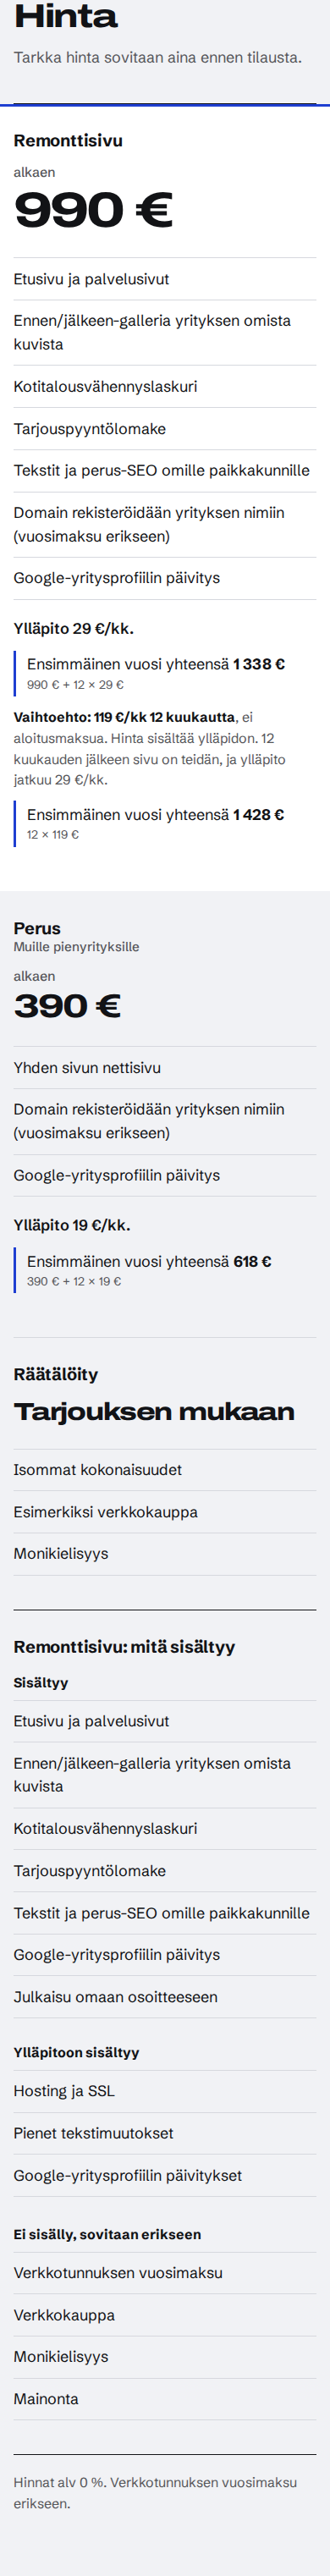 Hinta
Tarkka hinta sovitaan aina ennen tilausta.
Remonttisivu
alkaen
990 €
Etusivu ja palvelusivut
Ennen/jälkeen-galleria yrityksen omista
kuvista
Kotitalousvähennyslaskuri
Tarjouspyyntölomake
Tekstit ja perus-SEO omille paikkakunnille
Domain rekisteröidään yrityksen nimiin
(vuosimaksu erikseen)
Google-yritysprofiilin päivitys
Ylläpito 29 €/kk.
Ensimmäinen vuosi yhteensä 1 338 €
990 € + 12 × 29 €
Vaihtoehto: 119 €/kk 12 kuukautta, ei
aloitusmaksua. Hinta sisältää ylläpidon. 12
kuukauden jälkeen sivu on teidän, ja ylläpito
jatkuu 29 €/kk.
Ensimmäinen vuosi yhteensä 1 428 €
12 × 119 €
Perus
Muille pienyrityksille
alkaen
390 €
Yhden sivun nettisivu
Domain rekisteröidään yrityksen nimiin
(vuosimaksu erikseen)
Google-yritysprofiilin päivitys
Ylläpito 19 €/kk.
Ensimmäinen vuosi yhteensä 618 €
390 € + 12 × 19 €
Räätälöity
Tarjouksen mukaan
Isommat kokonaisuudet
Esimerkiksi verkkokauppa
Monikielisyys
Remonttisivu: mitä sisältyy
Sisältyy
Etusivu ja palvelusivut
Ennen/jälkeen-galleria yrityksen omista
kuvista
Kotitalousvähennyslaskuri
Tarjouspyyntölomake
Tekstit ja perus-SEO omille paikkakunnille
Google-yritysprofiilin päivitys
Julkaisu omaan osoitteeseen
Ylläpitoon sisältyy
Hosting ja SSL
Pienet tekstimuutokset
Google-yritysprofiilin päivitykset
Ei sisälly, sovitaan erikseen
Verkkotunnuksen vuosimaksu
Verkkokauppa
Monikielisyys
Mainonta
Hinnat alv 0 %. Verkkotunnuksen vuosimaksu
erikseen.